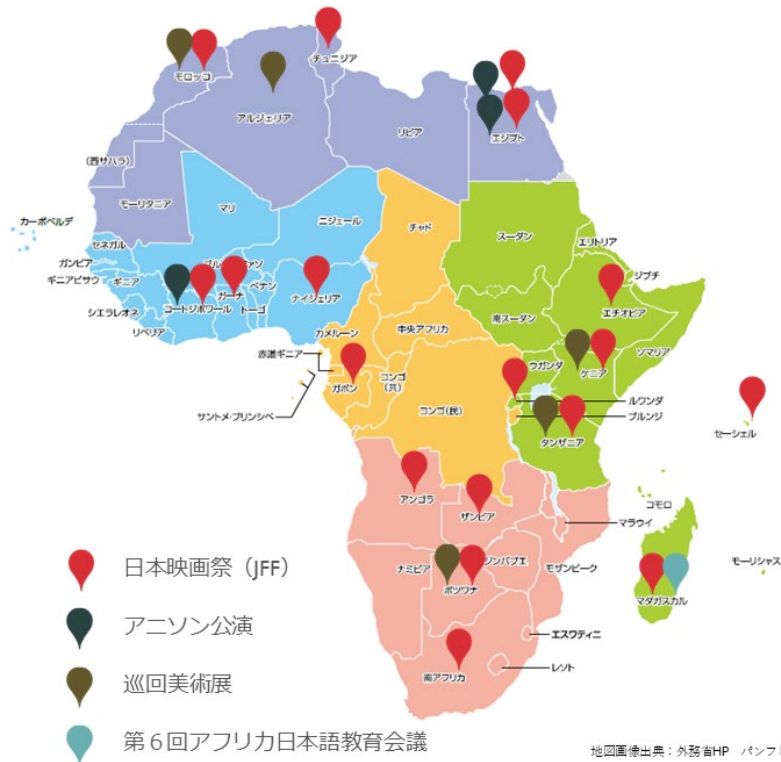 チュニジア
モロッコ
アルジェリア
リビア
エジプト
(西サハラ)
モーリタニア
マリ
ニジェール
チャド
スーダン
エリトリア
カーボベルデ
セネガル
ガンビア
ギニアビサウ
ギニア
ジブチ
ガーナ
ベナン
ナイジェリア
エチオピア
シエラレオネ
コートジボワール
トーゴ
南スーダン
リベリア
カメルーン
中央アフリカ
ソマリア
赤道ギニア
ウガンダ
ケニア
ガボン
コンゴ
(共)
ルワンダ
サントメ・プリンシペ
コンゴ(民)
ブルンジ
タンザニア
セーシェル
アンゴラ
コモロ
ザンビア
マラウイ
ナミビア
ジンバブエ
モザンビーク
モーリシャス
ボツワナ
マダガスカル
エスワティニ
南アフリカ
レソト
日本映画祭(JFF)
アニソン公演
巡回美術展
第6回アフリカ日本語教育会議
地図画像出典:外務省HP パンフ